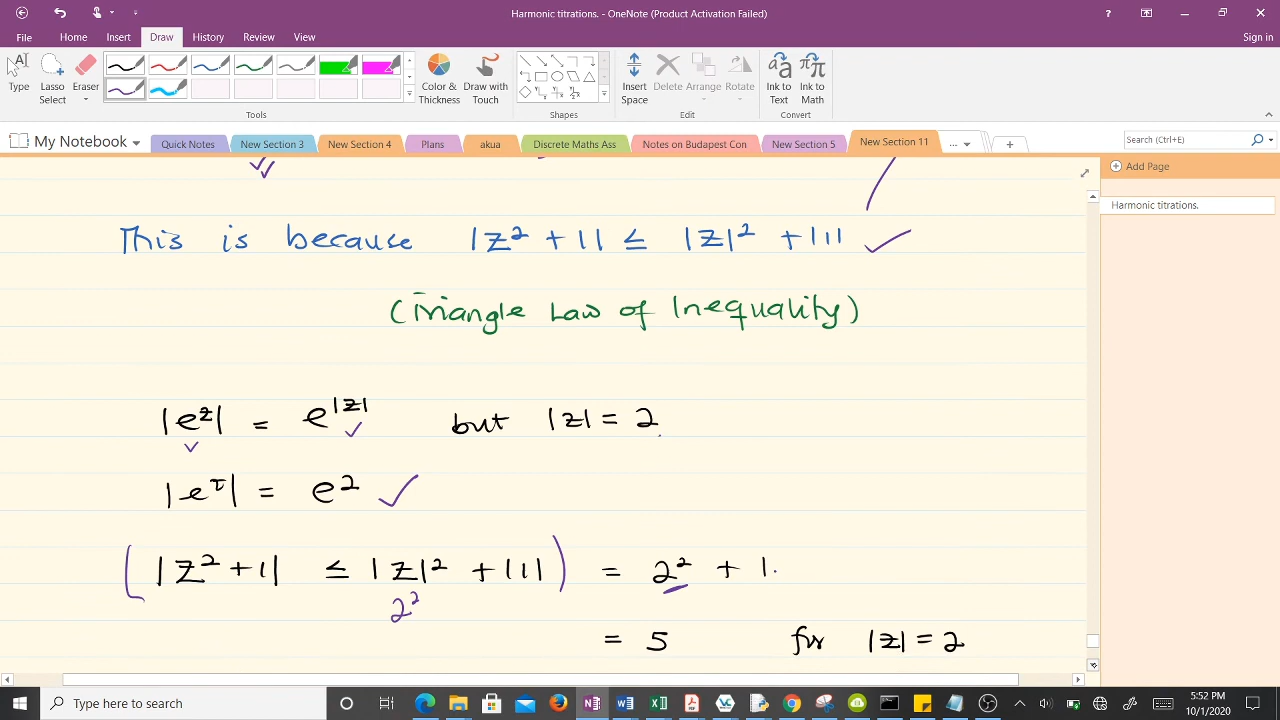 Harmonic titrations. - OneNote (Product Activation Failed)
?
File Home Insert Draw History Review View
Sign in
Type
Lasso Select
Eraser
Color & Thickness
Draw with Touch
Insert Space
Delete Arrange Rotate
Ink to Text
Ink to Math
Tools Shapes Edit Convert
My Notebook Quick Notes New Section 3 New Section 4 Plans akua Discrete Maths Ass Notes on Budapest Con New Section 5 New Section 11 ... +
Search (Ctrl+E)
Add Page
Harmonic titrations.
This is because |z² + 1| ≤ |z|² + |1| ✓
(Triangle Law of Inequality)
|e^z| = e^|z| but |z| = 2
✓ ✓
|e^z| = e² ✓
(|z² + 1| ≤ |z|² + |1|) = 2² + 1.
2²
= 5 for |z| = 2
Type here to search
5:52 PM
10/1/2020